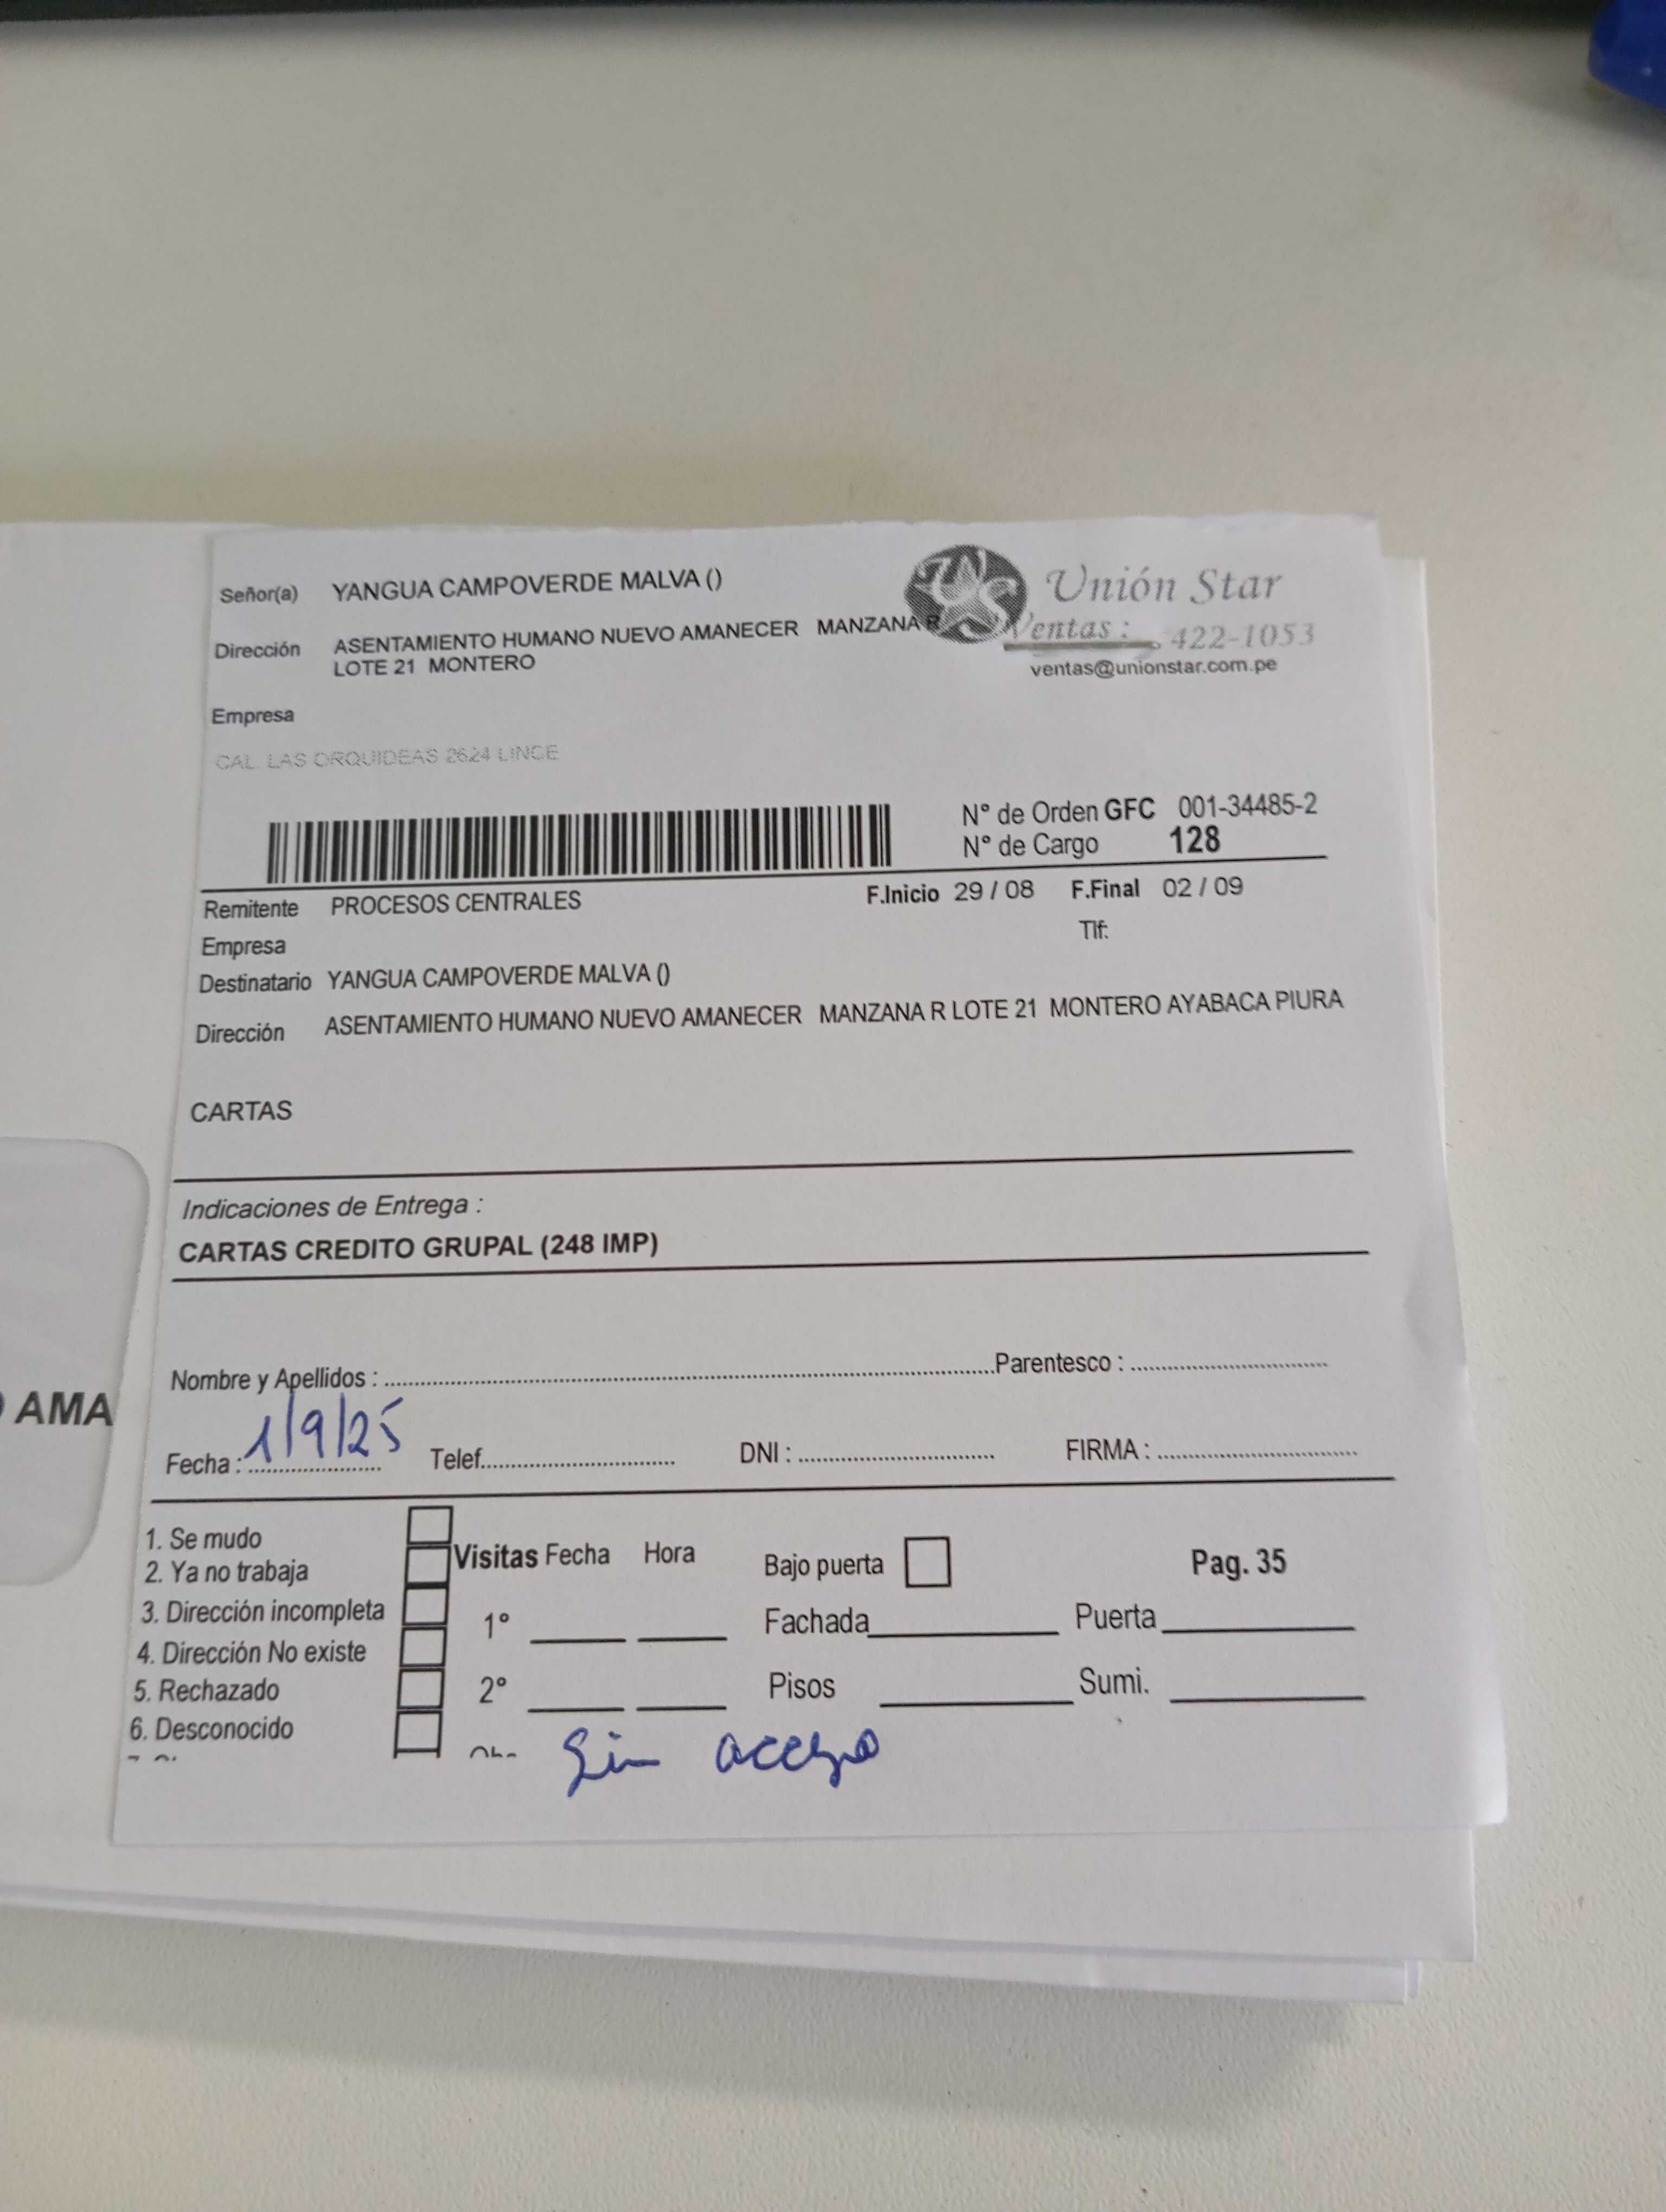 Señor(a) YANGUA CAMPOVERDE MALVA ()
Unión Star
Dirección ASENTAMIENTO HUMANO NUEVO AMANECER MANZANA R
LOTE 21 MONTERO
Ventas : 422-1053
ventas@unionstar.com.pe
Empresa
CAL. LAS ORQUIDEAS 2624 LINCE
N° de Orden GFC 001-34485-2
N° de Cargo 128
Remitente PROCESOS CENTRALES F.Inicio 29 / 08 F.Final 02 / 09
Empresa Tlf:
Destinatario YANGUA CAMPOVERDE MALVA ()
Dirección ASENTAMIENTO HUMANO NUEVO AMANECER MANZANA R LOTE 21 MONTERO AYABACA PIURA
CARTAS
Indicaciones de Entrega :
CARTAS CREDITO GRUPAL (248 IMP)
Nombre y Apellidos : Parentesco :
AMA
Fecha : 1/9/25 Telef. DNI : FIRMA :
1. Se mudo
2. Ya no trabaja Visitas Fecha Hora Bajo puerta Pag. 35
3. Dirección incompleta 1° Fachada Puerta
4. Dirección No existe
5. Rechazado 2° Pisos Sumi.
6. Desconocido
Sin acceso